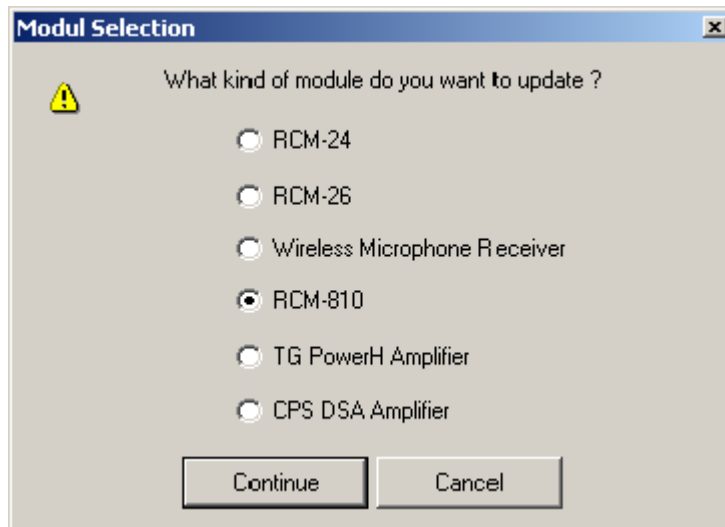 Modul Selection
What kind of module do you want to update ?
RCM-24
RCM-26
Wireless Microphone Receiver
RCM-810
TG PowerH Amplifier
CPS DSA Amplifier
Continue
Cancel